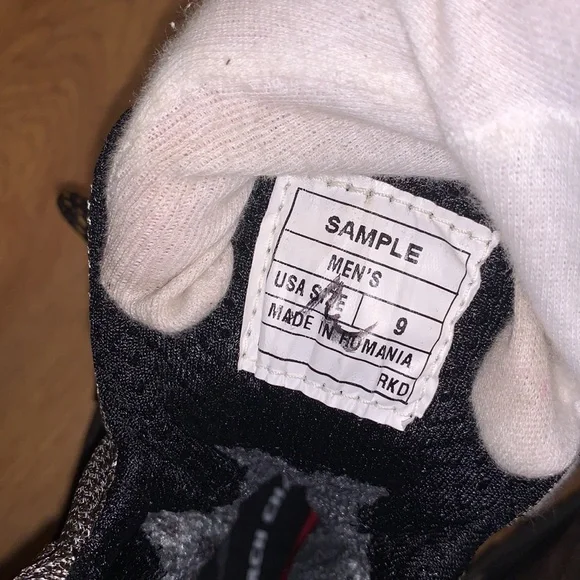 SAMPLE
MEN'S
USA SIZE 9
MADE IN ROMANIA
RKD